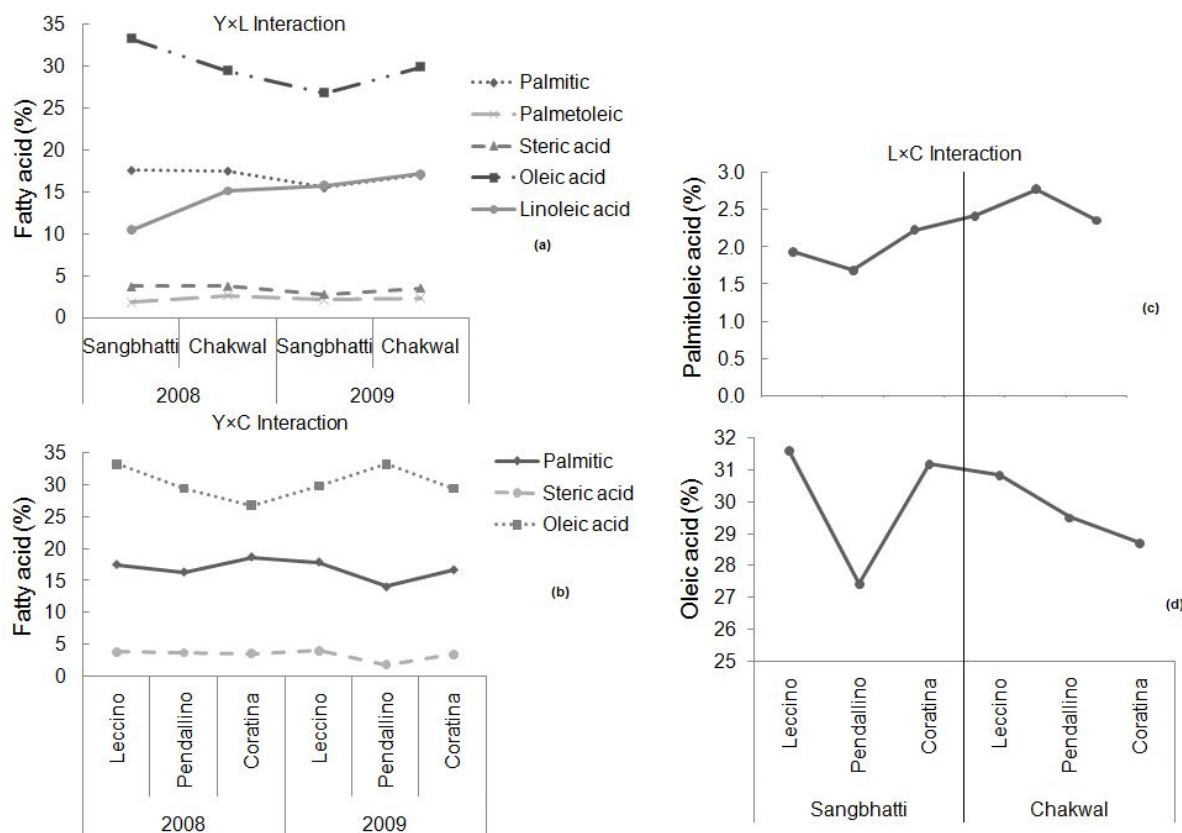 Y×L Interaction
Fatty acid (%)
35
30
25
20
15
10
5
0
Sangbhatti
Chakwal
Sangbhatti
Chakwal
2008
2009
Palmitic
Palmetoleic
Steric acid
Oleic acid
Linoleic acid
(a)
Y×C Interaction
Fatty acid (%)
35
30
25
20
15
10
5
0
Leccino
Pendallino
Coratina
Leccino
Pendallino
Coratina
2008
2009
Palmitic
Steric acid
Oleic acid
(b)
L×C Interaction
Palmitoleic acid (%)
3.0
2.5
2.0
1.5
1.0
0.5
0.0
(c)
Oleic acid (%)
32
31
30
29
28
27
26
25
Leccino
Pendallino
Coratina
Leccino
Pendallino
Coratina
Sangbhatti
Chakwal
(d)